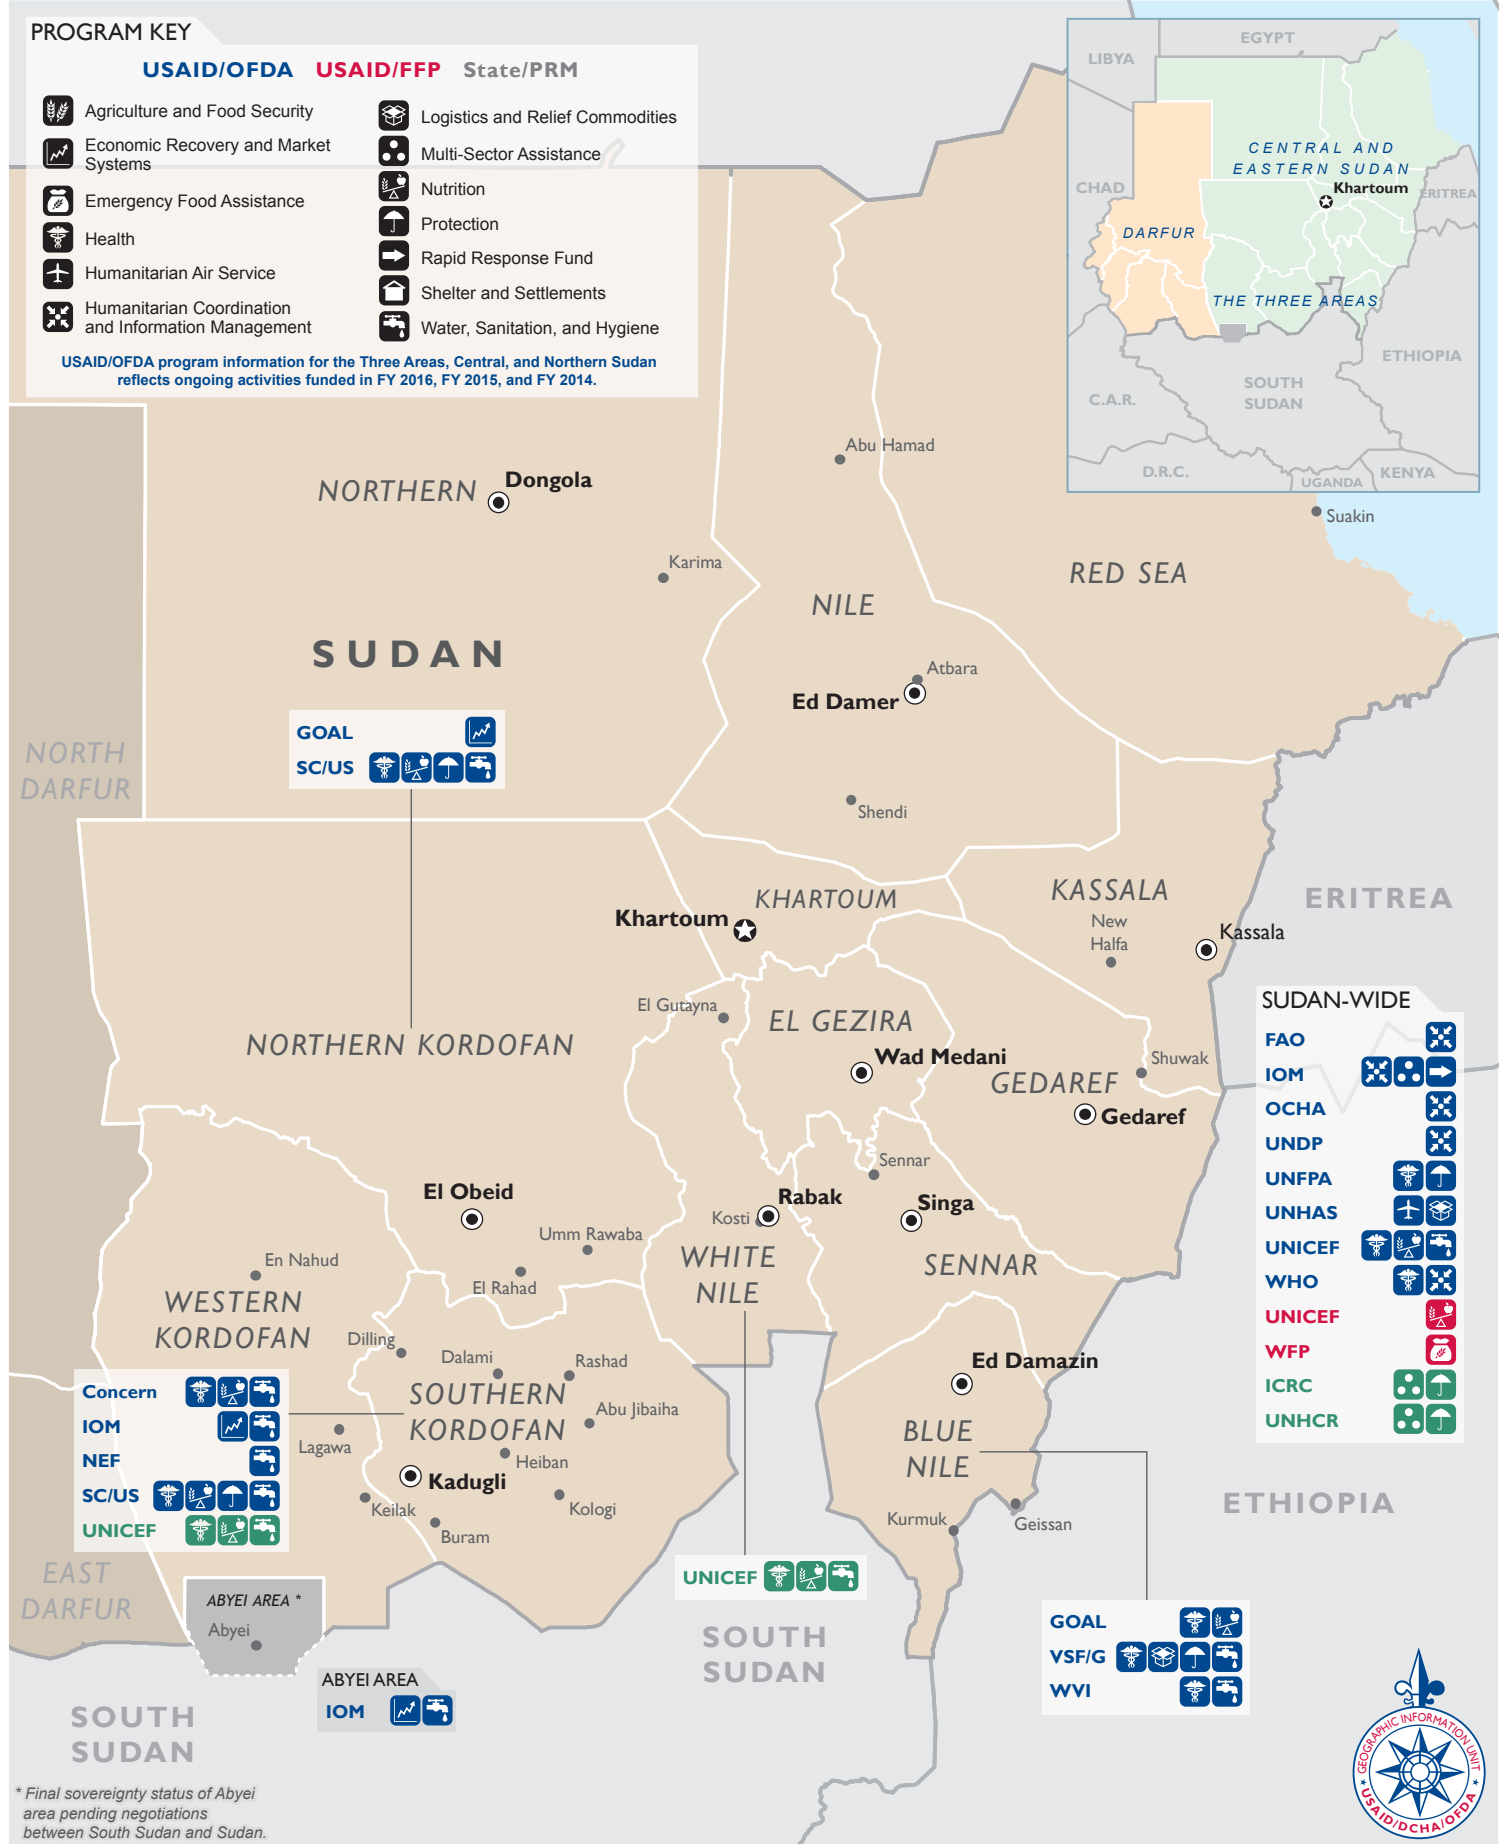 PROGRAM KEY
USAID/OFDA USAID/FFP State/PRM
Agriculture and Food Security
Economic Recovery and Market
Systems
Emergency Food Assistance
Health
Humanitarian Air Service
Humanitarian Coordination
and Information Management
Logistics and Relief Commodities
Multi-Sector Assistance
Nutrition
Protection
Rapid Response Fund
Shelter and Settlements
Water, Sanitation, and Hygiene
USAID/OFDA program information for the Three Areas, Central, and Northern Sudan
reflects ongoing activities funded in FY 2016, FY 2015, and FY 2014.
EGYPT
LIBYA
CENTRAL AND
EASTERN SUDAN
CHAD
Khartoum
ERITREA
DARFUR
THE THREE AREAS
ETHIOPIA
SOUTH
SUDAN
C.A.R.
D.R.C.
UGANDA
KENYA
Abu Hamad
Dongola
NORTHERN
Suakin
Karima
RED SEA
NILE
SUDAN
Atbara
Ed Damer
GOAL
SC/US
NORTH
DARFUR
Shendi
KHARTOUM
KASSALA
Khartoum
New
Halfa
Kassala
ERITREA
El Gutayna
EL GEZIRA
NORTHERN KORDOFAN
Wad Medani
Shuwak
GEDAREF
Gedaref
SUDAN-WIDE
FAO
IOM
OCHA
UNDP
UNFPA
UNHAS
UNICEF
WHO
UNICEF
WFP
ICRC
UNHCR
Sennar
El Obeid
Rabak
Singa
Kosti
Umm Rawaba
En Nahud
El Rahad
WHITE
NILE
SENNAR
WESTERN
KORDOFAN
Dilling
Dalami
Rashad
Ed Damazin
SOUTHERN
KORDOFAN
Abu Jibaiha
Concern
IOM
NEF
SC/US
UNICEF
Lagawa
Heiban
Kadugli
Keilak
Kologi
Buram
BLUE
NILE
Kurmuk
Geissan
ETHIOPIA
EAST
DARFUR
UNICEF
ABYEI AREA *
Abyei
SOUTH
SUDAN
GOAL
VSF/G
WVI
ABYEI AREA
IOM
SOUTH
SUDAN
GEOGRAPHIC INFORMATION UNIT
USAID/DCHA/OFDA
* Final sovereignty status of Abyei
area pending negotiations
between South Sudan and Sudan.